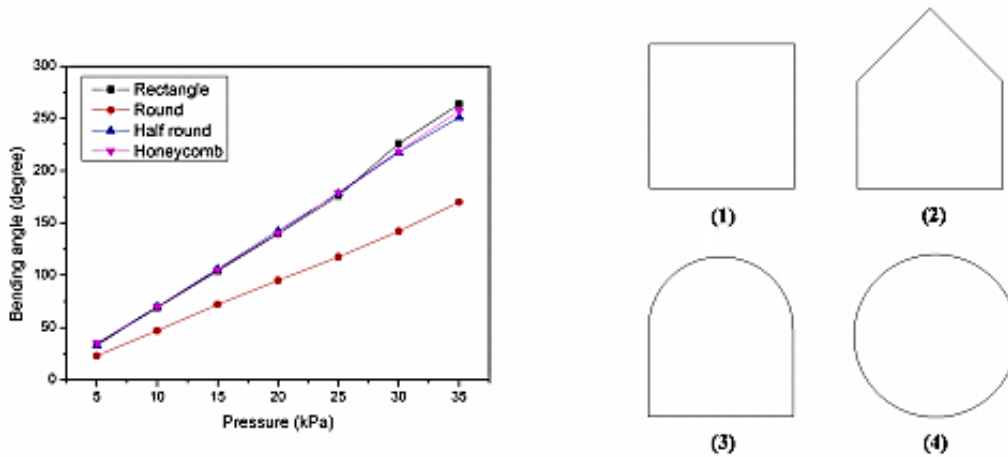 300
250
200
150
100
50
0
Bending angle (degree)
Rectangle
Round
Half round
Honeycomb
5 10 15 20 25 30 35
Pressure (kPa)
(1)
(2)
(3)
(4)